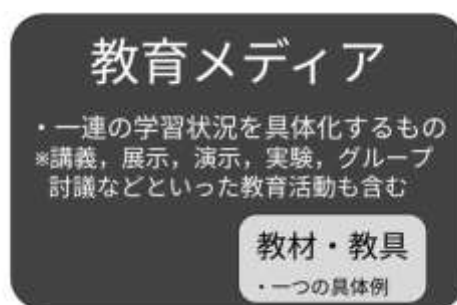 教育メディア
・一連の学習状況を具体化するもの
※講義，展示，演示，実験，グループ
討議などといった教育活動も含む
教材・教具
・一つの具体例